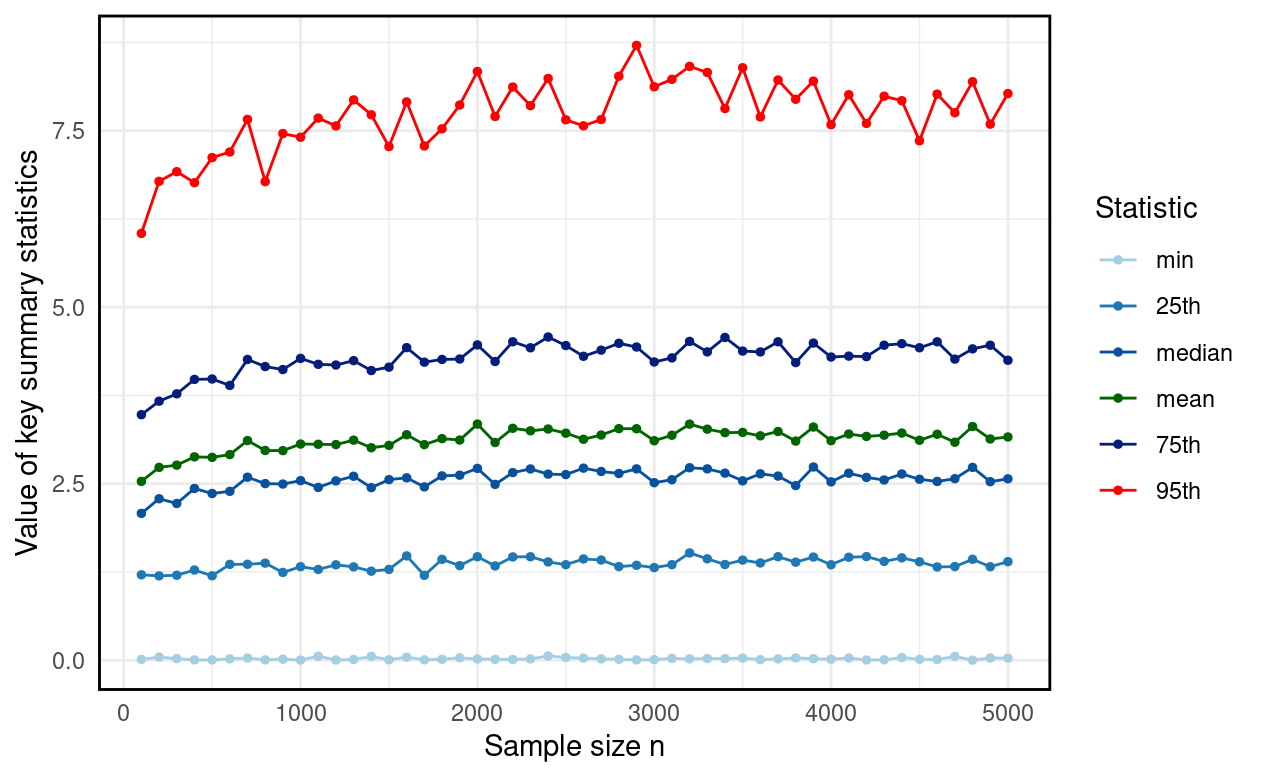 Value of key summary statistics
7.5
5.0
2.5
0.0
0 1000 2000 3000 4000 5000
Sample size n
Statistic
min
25th
median
mean
75th
95th